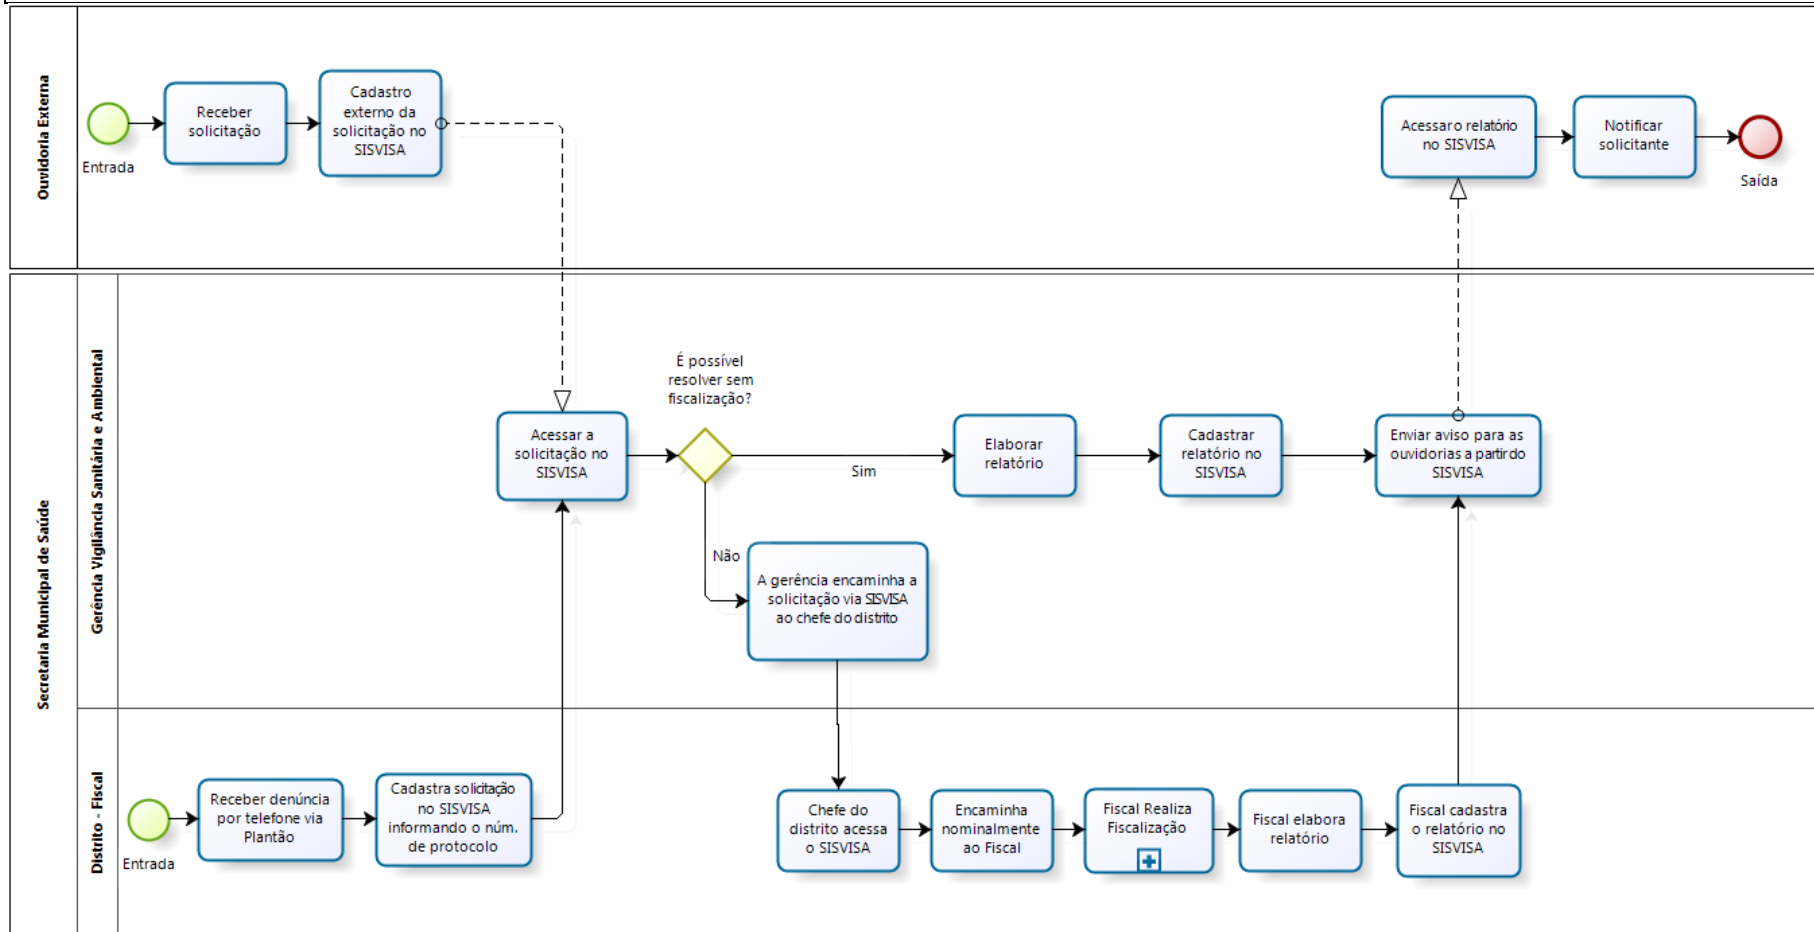 Ouvidoria Externa
Entrada
Receber
solicitação
Cadastro
externo da
solicitação no
SISVISA
Acessar o relatório
no SISVISA
Notificar
solicitante
Saída
Secretaria Municipal de Saúde
Gerência Vigilância Sanitária e Ambiental
Acessar a
solicitação no
SISVISA
É possível
resolver sem
fiscalização?
Sim
Não
Elaborar
relatório
Cadastrar
relatório no
SISVISA
Enviar aviso para as
ouvidorias a partir do
SISVISA
A gerência encaminha a
solicitação via SISVISA
ao chefe do distrito
Distrito - Fiscal
Entrada
Receber denúncia
por telefone via
Plantão
Cadastra solicitação
no SISVISA
informando o núm.
de protocolo
Chefe do
distrito acessa
o SISVISA
Encaminha
nominalmente
ao Fiscal
Fiscal Realiza
Fiscalização
Fiscal elabora
relatório
Fiscal cadastra
o relatório no
SISVISA